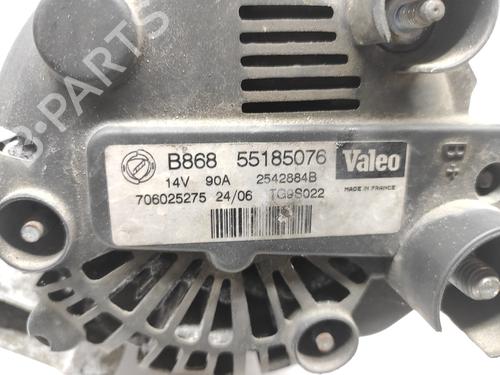 B868 55185076 Valeo
14V 90A 2542884B
MADE IN FRANCE
706025275 24/06 TG9S022
B+
B-PARTS